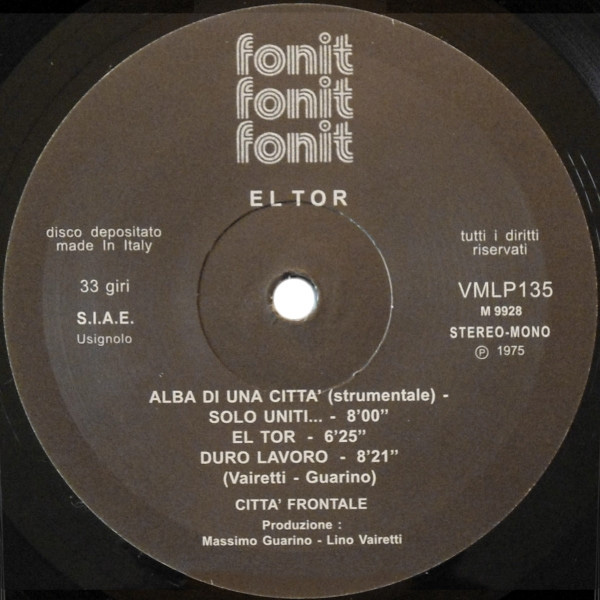 fonit
fonit
fonit
EL TOR
disco depositato
made In Italy
tutti i diritti
riservati
33 giri
S.I.A.E.
Usignolo
VMLP135
M 9928
STEREO-MONO
Ⓟ 1975
ALBA DI UNA CITTA' (strumentale) -
SOLO UNITI... - 8'00"
EL TOR - 6'25"
DURO LAVORO - 8'21"
(Vairetti - Guarino)
CITTA' FRONTALE
Produzione :
Massimo Guarino - Lino Vairetti